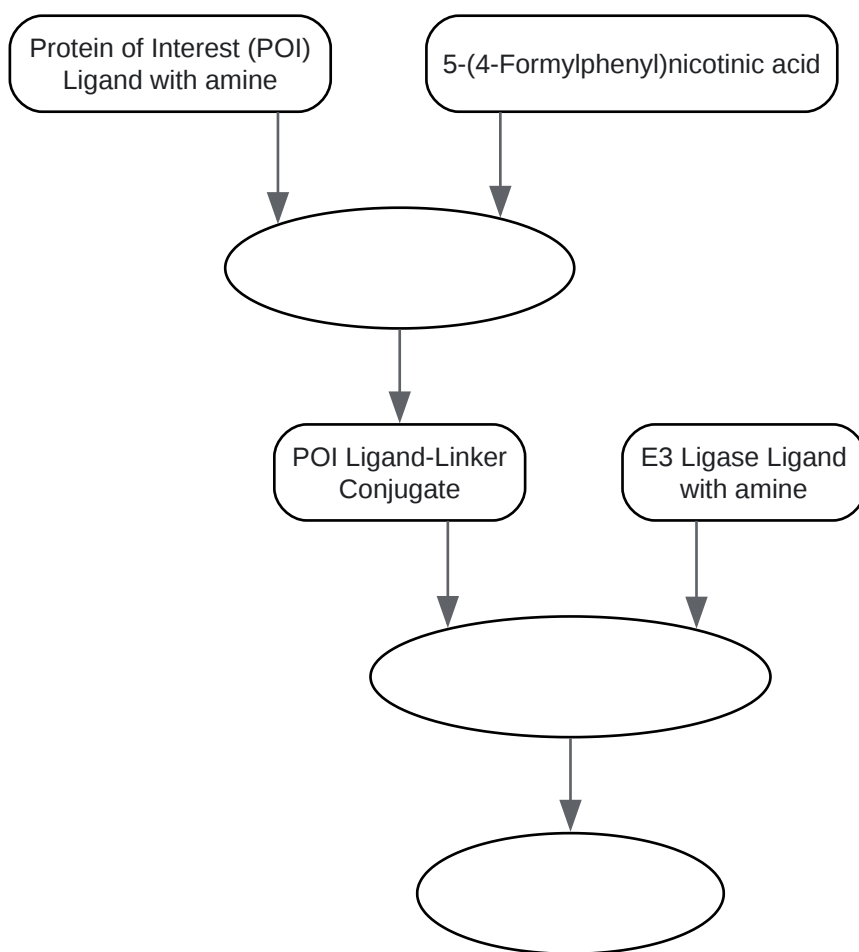 Protein of Interest (POI)
Ligand with amine
5-(4-Formylphenyl)nicotinic acid
POI Ligand-Linker
Conjugate
E3 Ligase Ligand
with amine